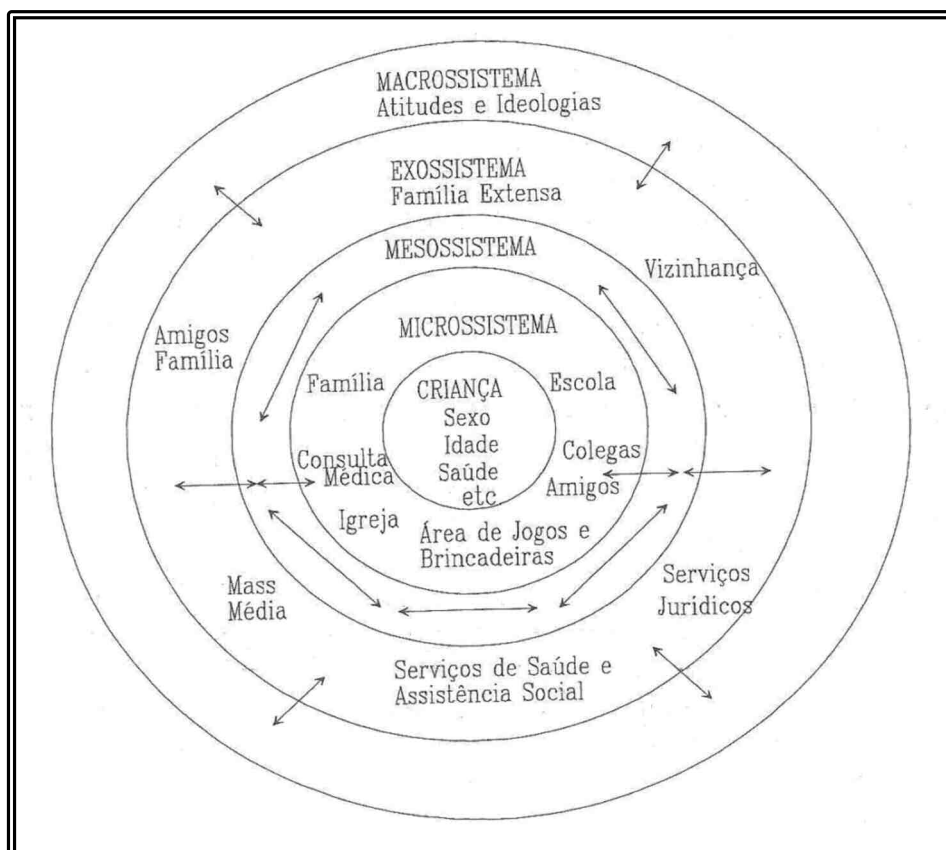 MACROSSISTEMA
Atitudes e Ideologias
EXOSSISTEMA
Família Extensa
MESOSSISTEMA
Vizinhança
MICROSSISTEMA
Amigos
Família
Família
CRIANÇA
Sexo
Idade
Saúde
etc
Escola
Consulta
Médica
Colegas
Amigos
Igreja
Área de Jogos e
Brincadeiras
Mass
Média
Serviços
Jurídicos
Serviços de Saúde e
Assistência Social